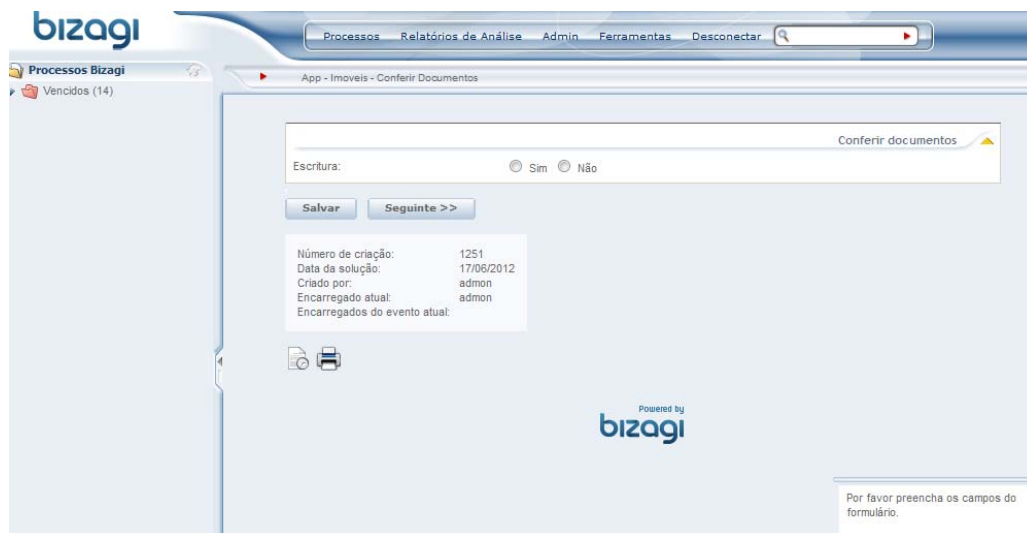 bizagi
Processos Relatórios de Análise Admin Ferramentas Desconectar
Processos Bizagi
Vencidos (14)
App - Imoveis - Conferir Documentos
Conferir documentos
Escritura: Sim Não
Salvar Seguinte >>
Número de criação: 1251
Data da solução: 17/06/2012
Criado por: admon
Encarregado atual: admon
Encarregados do evento atual:
Powered by
bizagi
Por favor preencha os campos do
formulário.